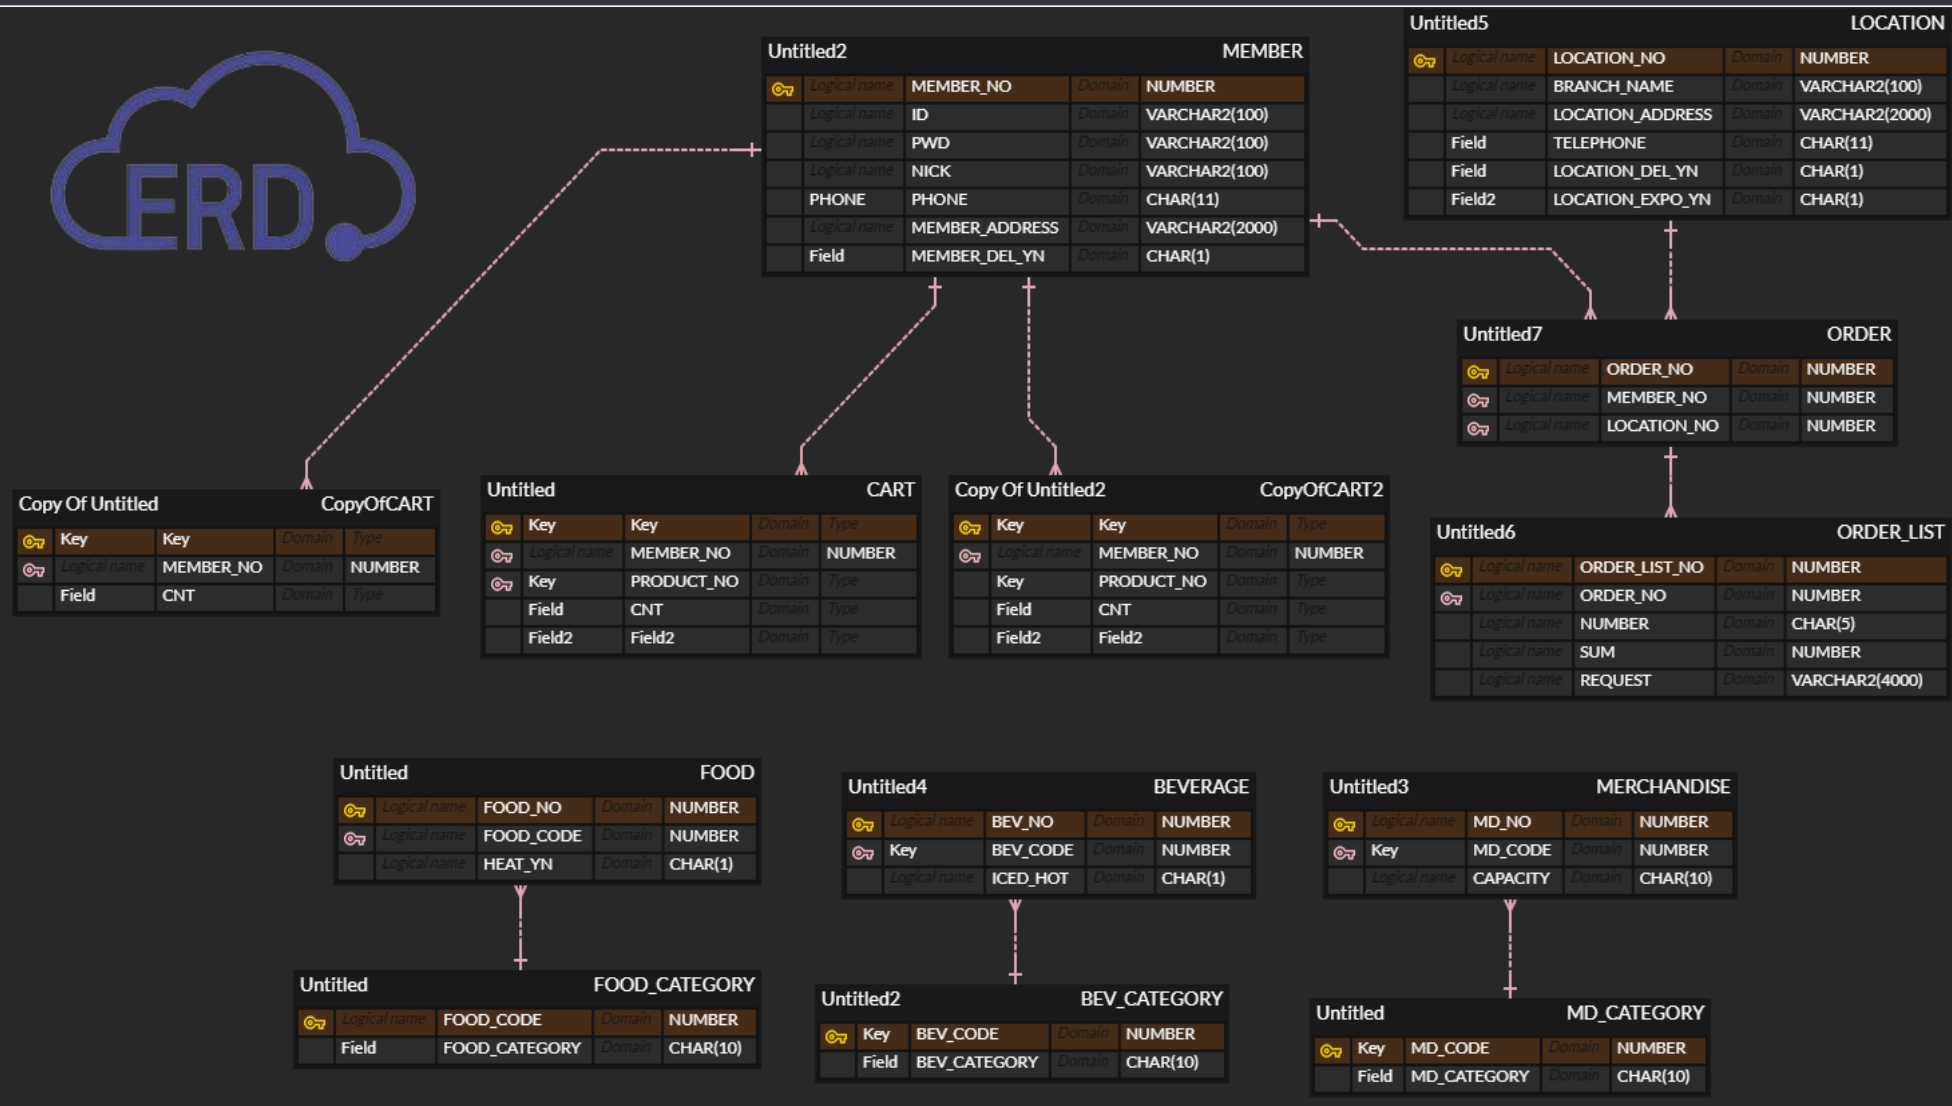 ERD
Untitled2 MEMBER
Logical name MEMBER_NO Domain NUMBER
Logical name ID Domain VARCHAR2(100)
Logical name PWD Domain VARCHAR2(100)
Logical name NICK Domain VARCHAR2(100)
PHONE PHONE Domain CHAR(11)
Logical name MEMBER_ADDRESS Domain VARCHAR2(2000)
Field MEMBER_DEL_YN Domain CHAR(1)
Untitled5 LOCATION
Logical name LOCATION_NO Domain NUMBER
Logical name BRANCH_NAME Domain VARCHAR2(100)
Logical name LOCATION_ADDRESS Domain VARCHAR2(2000)
Field TELEPHONE Domain CHAR(11)
Field LOCATION_DEL_YN Domain CHAR(1)
Field2 LOCATION_EXPO_YN Domain CHAR(1)
Untitled7 ORDER
Logical name ORDER_NO Domain NUMBER
Logical name MEMBER_NO Domain NUMBER
Logical name LOCATION_NO Domain NUMBER
Copy Of Untitled CopyOfCART
Key Key Domain Type
Logical name MEMBER_NO Domain NUMBER
Field CNT Domain Type
Untitled CART
Key Key Domain Type
Logical name MEMBER_NO Domain NUMBER
Key PRODUCT_NO Domain Type
Field CNT Domain Type
Field2 Field2 Domain Type
Copy Of Untitled2 CopyOfCART2
Key Key Domain Type
Logical name MEMBER_NO Domain NUMBER
Key PRODUCT_NO Domain Type
Field CNT Domain Type
Field2 Field2 Domain Type
Untitled6 ORDER_LIST
Logical name ORDER_LIST_NO Domain NUMBER
Logical name ORDER_NO Domain NUMBER
Logical name NUMBER Domain CHAR(5)
Logical name SUM Domain NUMBER
Logical name REQUEST Domain VARCHAR2(4000)
Untitled FOOD
Logical name FOOD_NO Domain NUMBER
Logical name FOOD_CODE Domain NUMBER
Logical name HEAT_YN Domain CHAR(1)
Untitled4 BEVERAGE
Logical name BEV_NO Domain NUMBER
Key BEV_CODE Domain NUMBER
Logical name ICED_HOT Domain CHAR(1)
Untitled3 MERCHANDISE
Logical name MD_NO Domain NUMBER
Key MD_CODE Domain NUMBER
Logical name CAPACITY Domain CHAR(10)
Untitled FOOD_CATEGORY
Logical name FOOD_CODE Domain NUMBER
Field FOOD_CATEGORY Domain CHAR(10)
Untitled2 BEV_CATEGORY
Key BEV_CODE Domain NUMBER
Field BEV_CATEGORY Domain CHAR(10)
Untitled MD_CATEGORY
Key MD_CODE Domain NUMBER
Field MD_CATEGORY Domain CHAR(10)